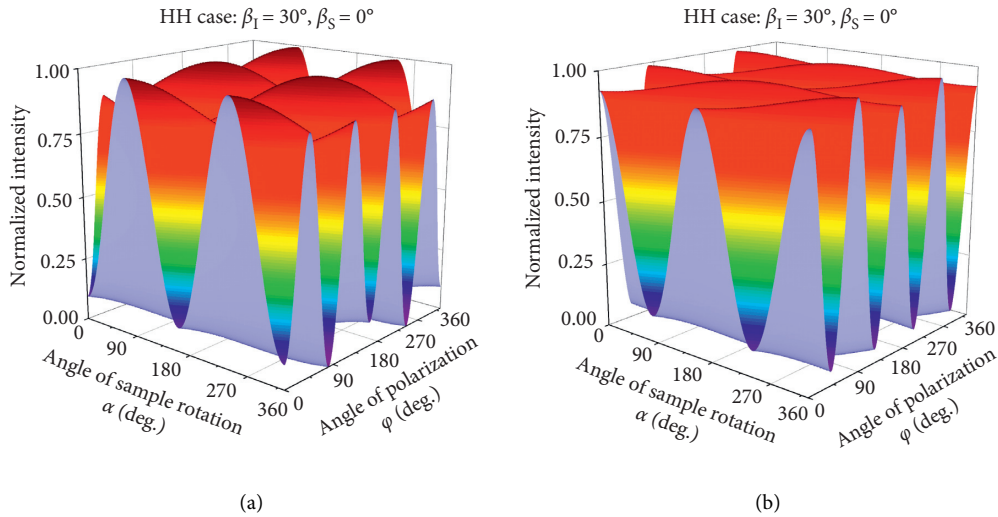 HH case: βI = 30°, βS = 0°
1.00
0.75
0.50
0.25
0.00
Normalized intensity
0
90
180
270
360
Angle of sample rotation
α (deg.)
0
90
180
270
360
Angle of polarization
φ (deg.)
(a)
HH case: βI = 30°, βS = 0°
1.00
0.75
0.50
0.25
0.00
Normalized intensity
0
90
180
270
360
Angle of sample rotation
α (deg.)
0
90
180
270
360
Angle of polarization
φ (deg.)
(b)